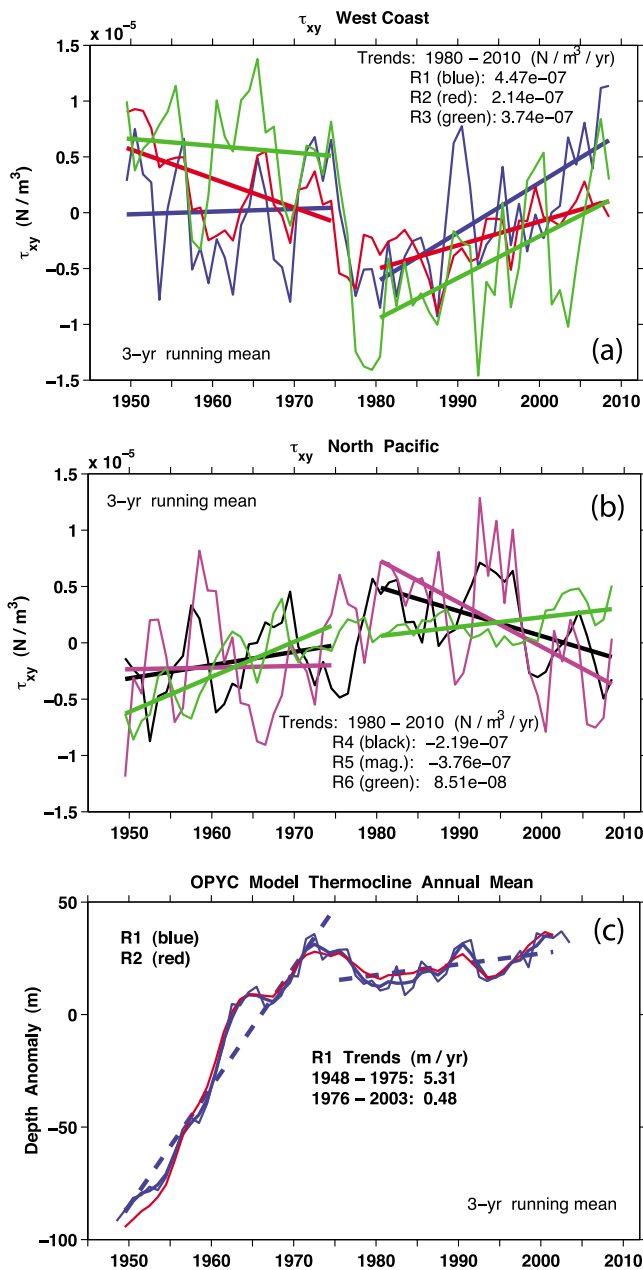 τxy West Coast
x 10⁻⁵
Trends: 1980 – 2010 (N / m³ / yr)
R1 (blue): 4.47e-07
R2 (red): 2.14e-07
R3 (green): 3.74e-07
1.5
1
0.5
0
−0.5
−1
−1.5
τxy (N / m³)
3-yr running mean
(a)
1950 1960 1970 1980 1990 2000 2010
τxy North Pacific
x 10⁻⁵
3-yr running mean
(b)
1.5
1
0.5
0
−0.5
−1
−1.5
τxy (N / m³)
Trends: 1980 – 2010 (N / m³ / yr)
R4 (black): −2.19e-07
R5 (mag.): −3.76e-07
R6 (green): 8.51e-08
1950 1960 1970 1980 1990 2000 2010
OPYC Model Thermocline Annual Mean
R1 (blue)
R2 (red)
(c)
50
0
−50
−100
Depth Anomaly (m)
R1 Trends (m / yr)
1948 – 1975: 5.31
1976 – 2003: 0.48
3-yr running mean
1950 1960 1970 1980 1990 2000 2010